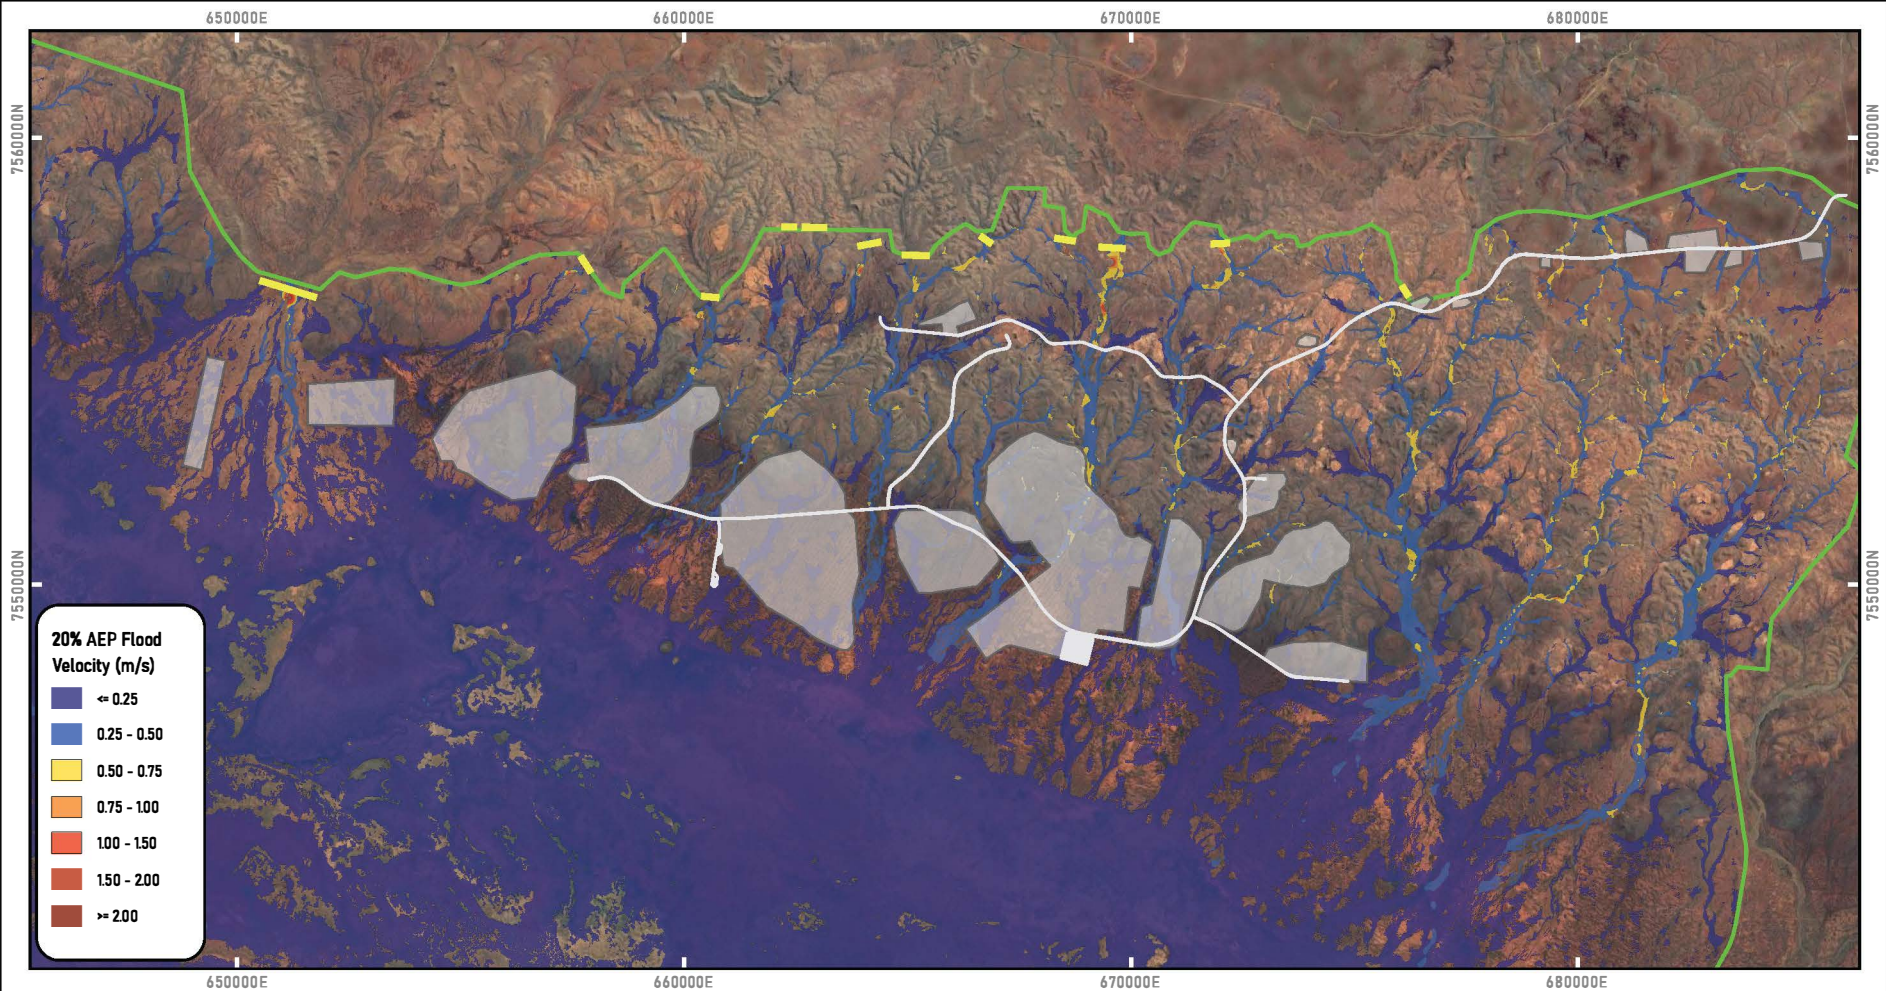 650000E 660000E 670000E 680000E
7560000N 7560000N
7550000N 7550000N
20% AEP Flood
Velocity (m/s)
<= 0.25
0.25 - 0.50
0.50 - 0.75
0.75 - 1.00
1.00 - 1.50
1.50 - 2.00
>= 2.00
650000E 660000E 670000E 680000E